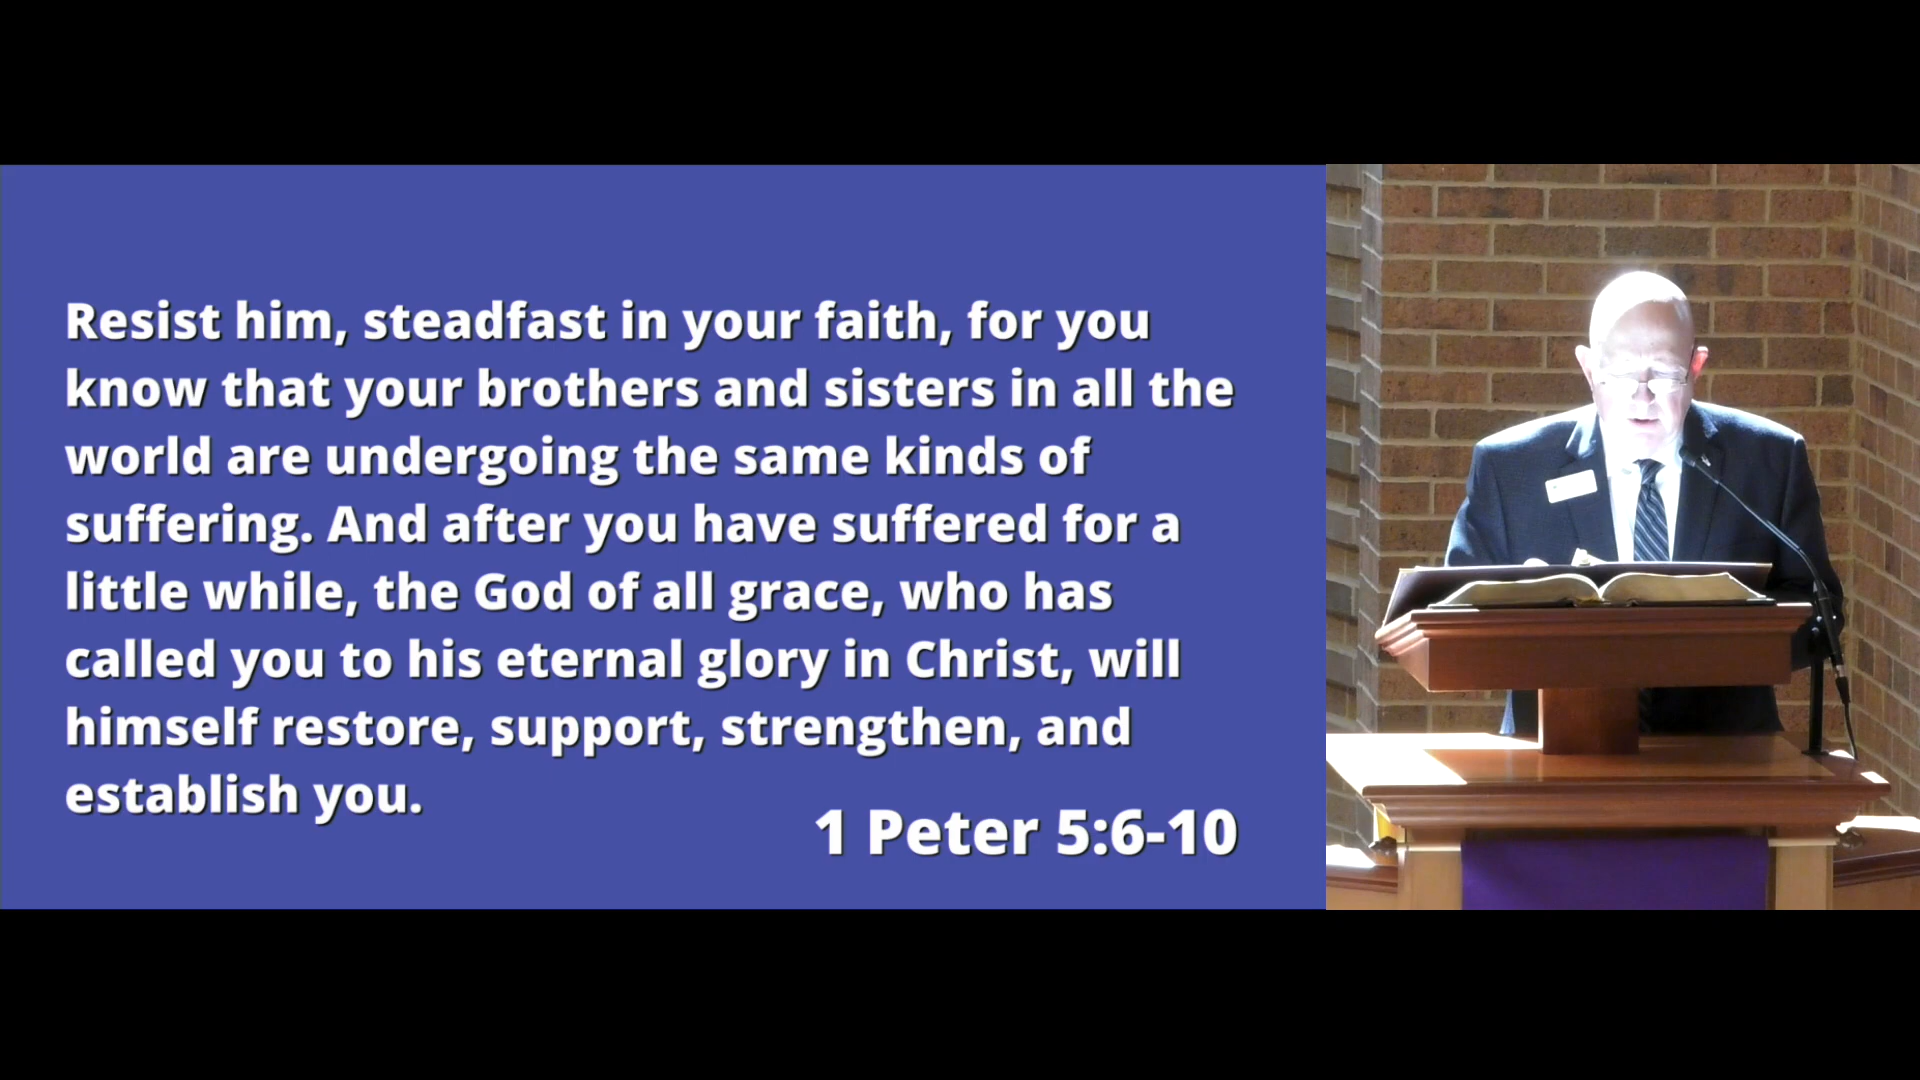 Resist him, steadfast in your faith, for you
know that your brothers and sisters in all the
world are undergoing the same kinds of
suffering. And after you have suffered for a
little while, the God of all grace, who has
called you to his eternal glory in Christ, will
himself restore, support, strengthen, and
establish you.
1 Peter 5:6-10